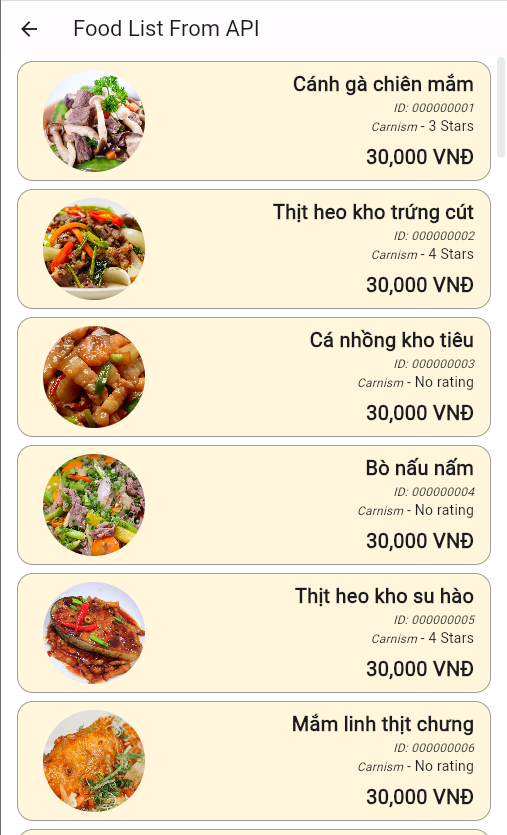 Food List From API
Cánh gà chiên mắm
ID: 000000001
Carnism - 3 Stars
30,000 VNĐ
Thịt heo kho trứng cút
ID: 000000002
Carnism - 4 Stars
30,000 VNĐ
Cá nhồng kho tiêu
ID: 000000003
Carnism - No rating
30,000 VNĐ
Bò nấu nấm
ID: 000000004
Carnism - No rating
30,000 VNĐ
Thịt heo kho su hào
ID: 000000005
Carnism - 4 Stars
30,000 VNĐ
Mắm linh thịt chưng
ID: 000000006
Carnism - No rating
30,000 VNĐ